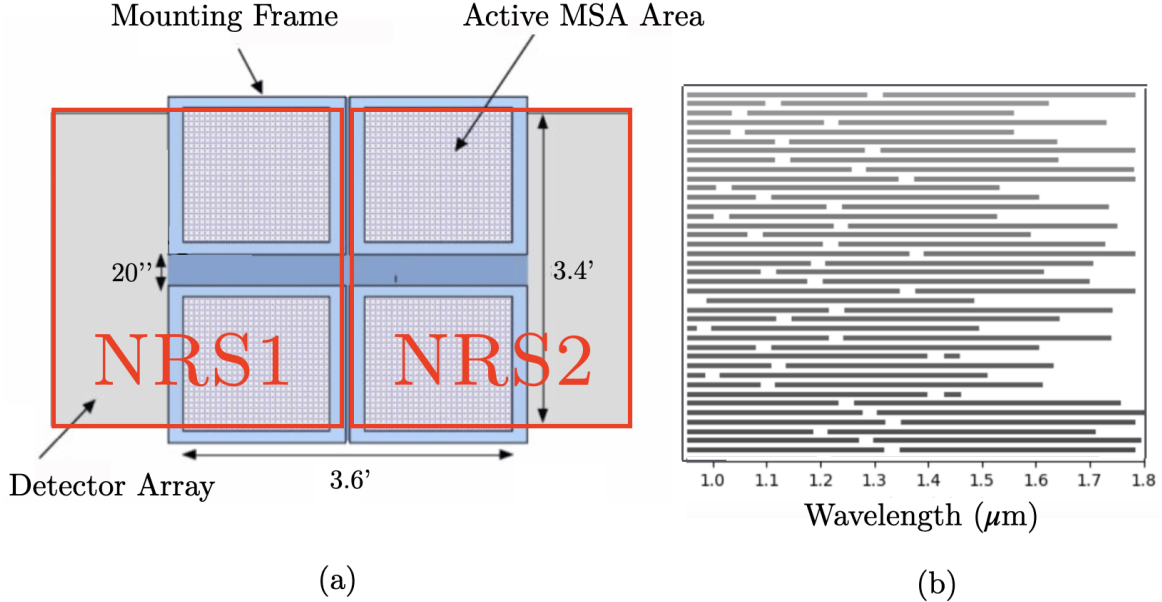 Mounting Frame
Active MSA Area
20’’
3.4’
NRS1
NRS2
Detector Array
3.6’
(a)
1.0 1.1 1.2 1.3 1.4 1.5 1.6 1.7 1.8
Wavelength (μm)
(b)